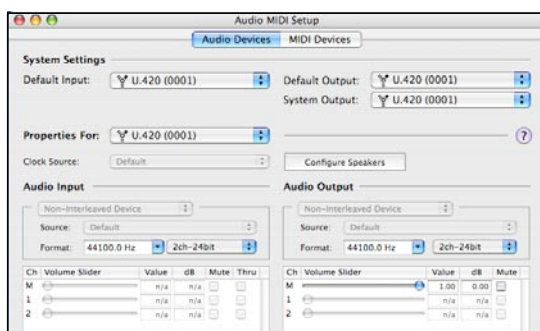 Audio MIDI Setup
Audio Devices MIDI Devices
System Settings
Default Input: U.420 (0001) Default Output: U.420 (0001)
System Output: U.420 (0001)
Properties For: U.420 (0001) ?
Clock Source: Default Configure Speakers
Audio Input Audio Output
Non-Interleaved Device Non-Interleaved Device
Source: Default Source: Default
Format: 44100.0 Hz 2ch-24bit Format: 44100.0 Hz 2ch-24bit
Ch Volume Slider Value dB Mute Thru Ch Volume Slider Value dB Mute
M n/a n/a M 1.00 0.00
1 n/a n/a 1 n/a n/a
2 n/a n/a 2 n/a n/a